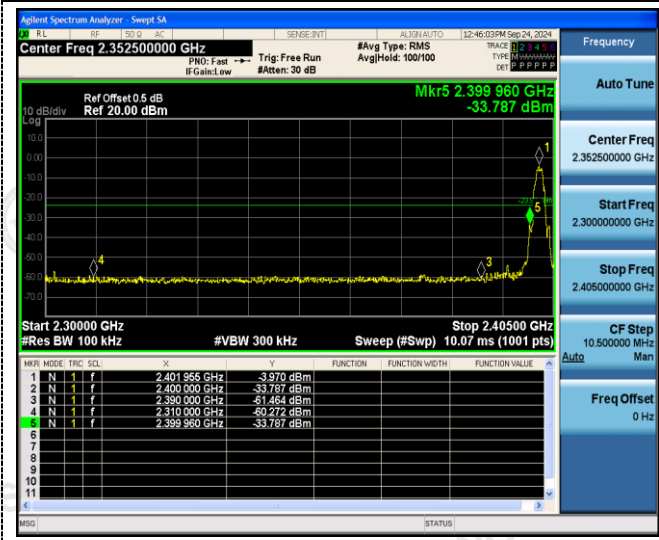 Agilent Spectrum Analyzer - Swept SA
RL RF 50 Ω AC SENSE:INT ALIGNAUTO 12:46:03PM Sep 24, 2024
Center Freq 2.352500000 GHz
PNO: Fast
IFGain:Low
Trig: Free Run
#Atten: 30 dB
#Avg Type: RMS
Avg|Hold: 100/100
TRACE 1 2 3 4 5 6
TYPE M
DET P P P P P P
Mkr5 2.399 960 GHz
-33.787 dBm
Ref Offset 0.5 dB
10 dB/div Ref 20.00 dBm
Log
10.0
0.00
-10.0
-20.0
-30.0
-40.0
-50.0
-60.0
-70.0
1
5
3
4
Start 2.30000 GHz Stop 2.40500 GHz
#Res BW 100 kHz #VBW 300 kHz Sweep (#Swp) 10.07 ms (1001 pts)
MKR MODE TRC SCL X Y FUNCTION FUNCTION WIDTH FUNCTION VALUE
1 N 1 f 2.401 955 GHz -3.970 dBm
2 N 1 f 2.400 000 GHz -33.787 dBm
3 N 1 f 2.390 000 GHz -61.464 dBm
4 N 1 f 2.310 000 GHz -60.272 dBm
5 N 1 f 2.399 960 GHz -33.787 dBm
6
7
8
9
10
11
MSG STATUS
Frequency
Auto Tune
Center Freq
2.352500000 GHz
Start Freq
2.300000000 GHz
Stop Freq
2.405000000 GHz
CF Step
10.500000 MHz
Auto Man
Freq Offset
0 Hz